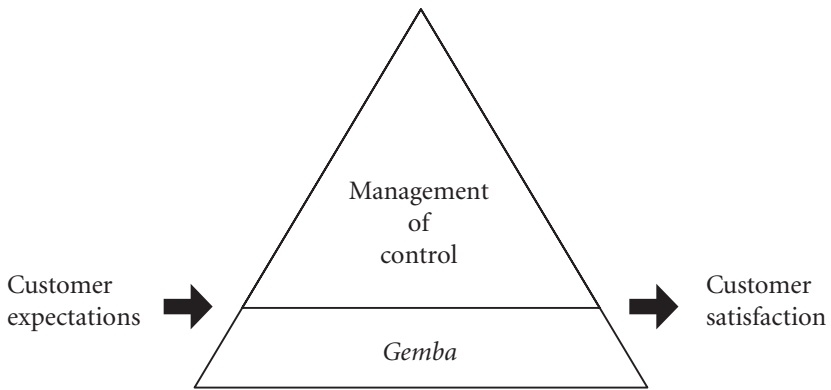 Management
of
control
Customer
expectations
Customer
satisfaction
Gemba